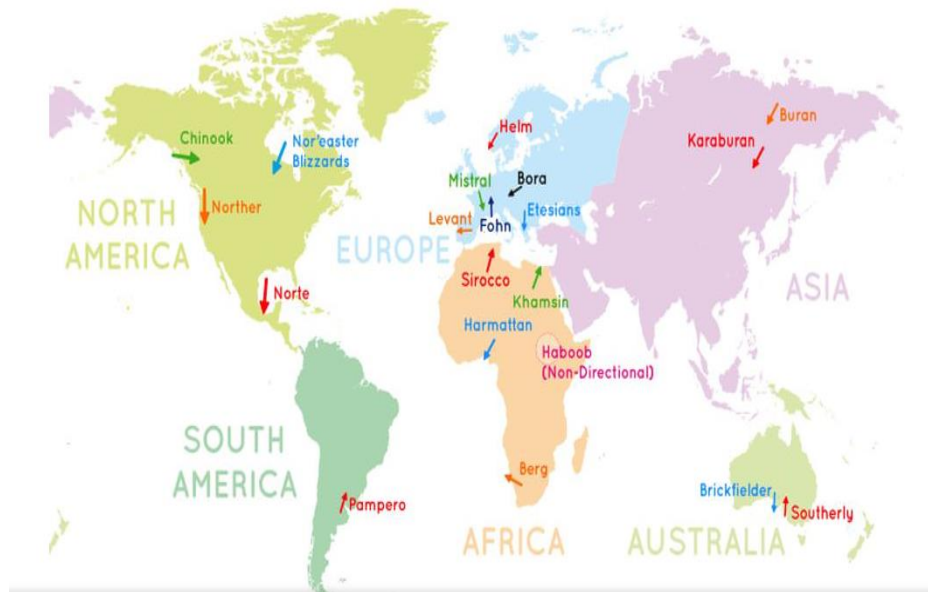 Chinook
Nor'easter
Blizzards
Norther
NORTH
AMERICA
Norte
SOUTH
AMERICA
Pampero
Helm
Mistral
Bora
Levant
Fohn
Etesians
EUROPE
Sirocco
Khamsin
Harmattan
Haboob
(Non-Directional)
Berg
AFRICA
Buran
Karaburan
ASIA
Brickfielder
Southerly
AUSTRALIA